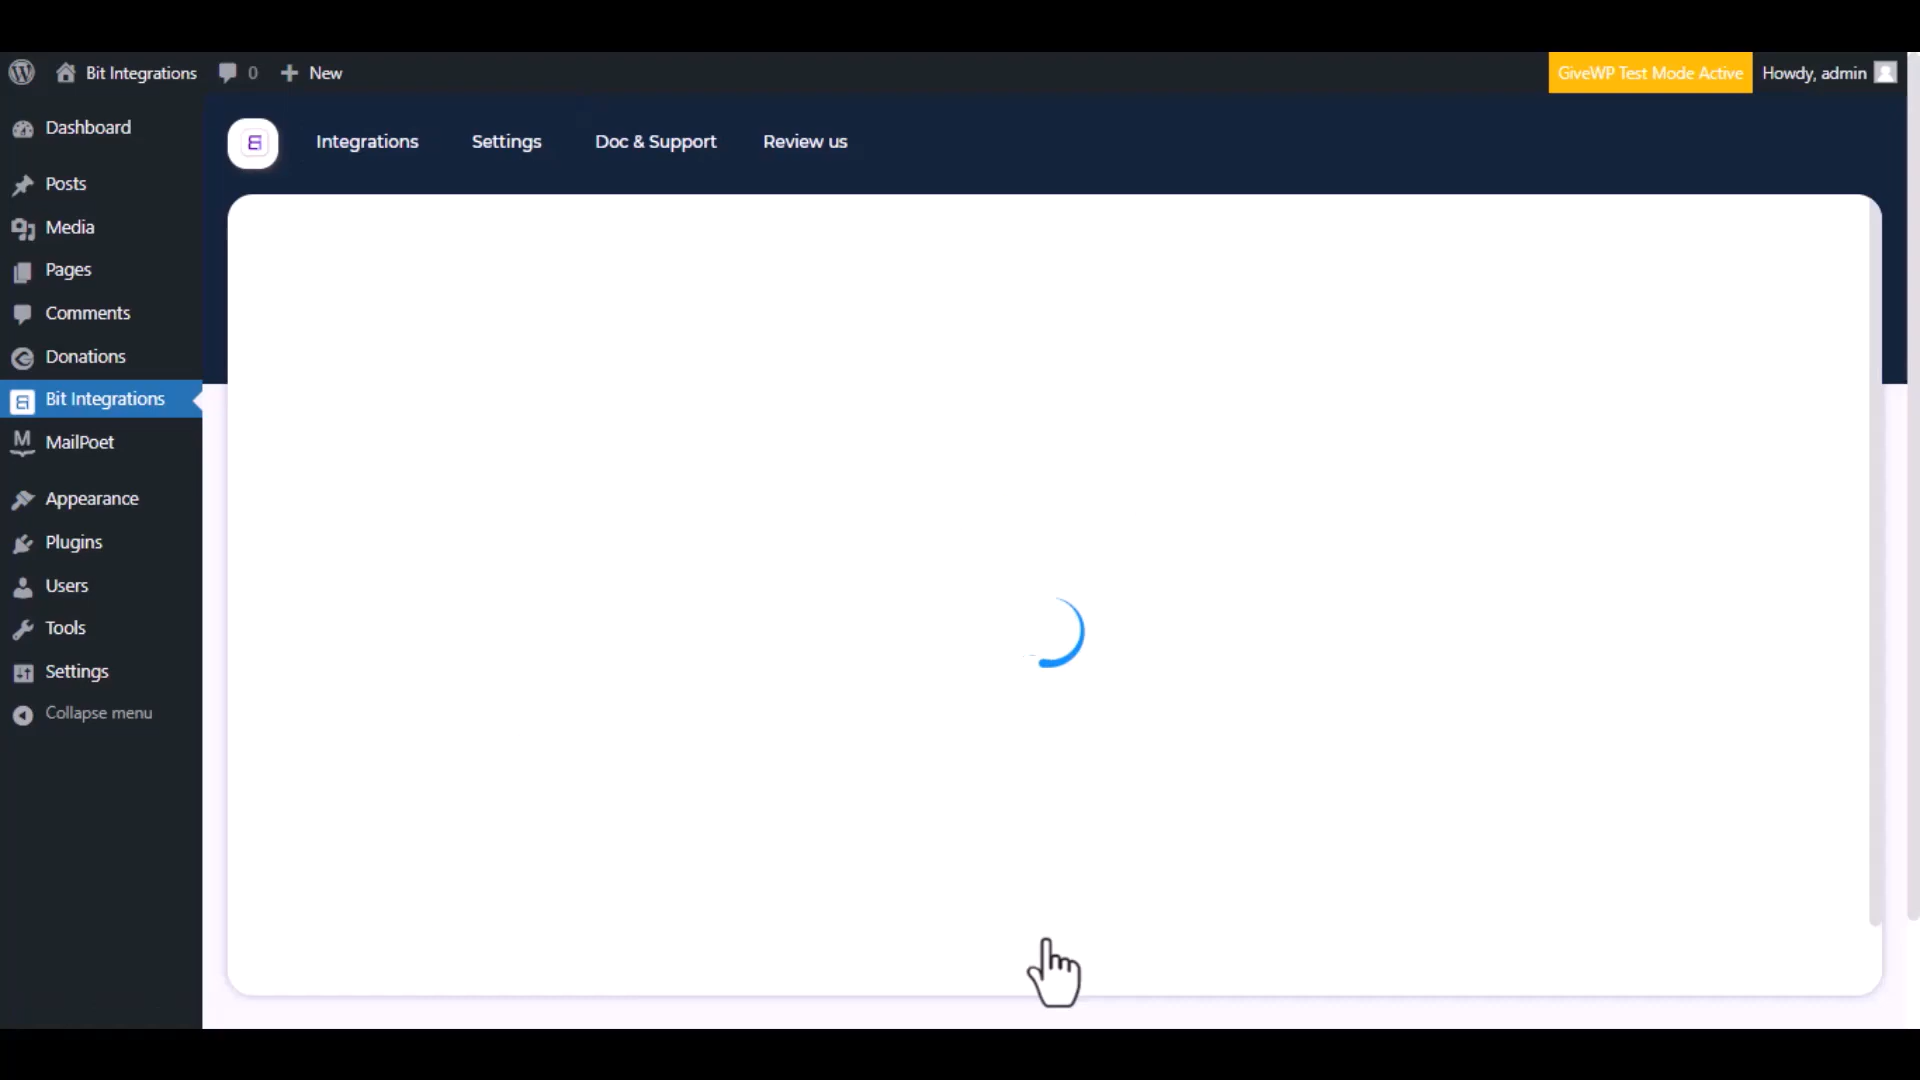 Bit Integrations 0 New GiveWP Test Mode Active Howdy, admin
Integrations Settings Doc & Support Review us
Dashboard
Posts
Media
Pages
Comments
Donations
Bit Integrations
MailPoet
Appearance
Plugins
Users
Tools
Settings
Collapse menu